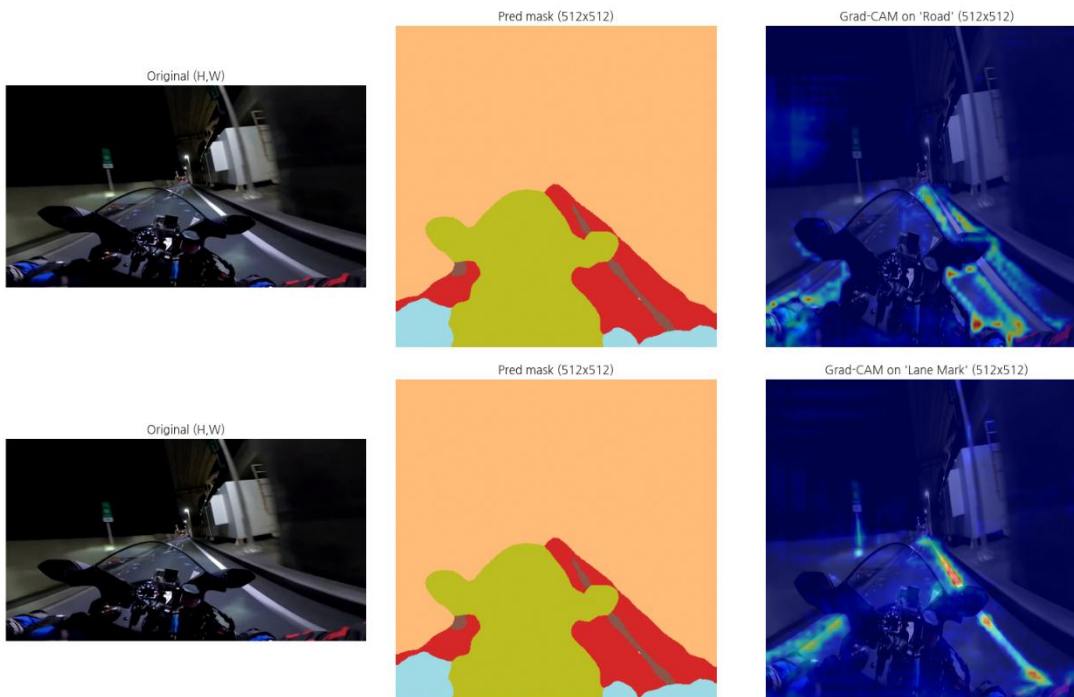 Original (H,W)
Pred mask (512x512)
Grad-CAM on 'Road' (512x512)
Original (H,W)
Pred mask (512x512)
Grad-CAM on 'Lane Mark' (512x512)